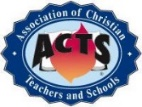 Association of Christian
ACTS
Teachers and Schools